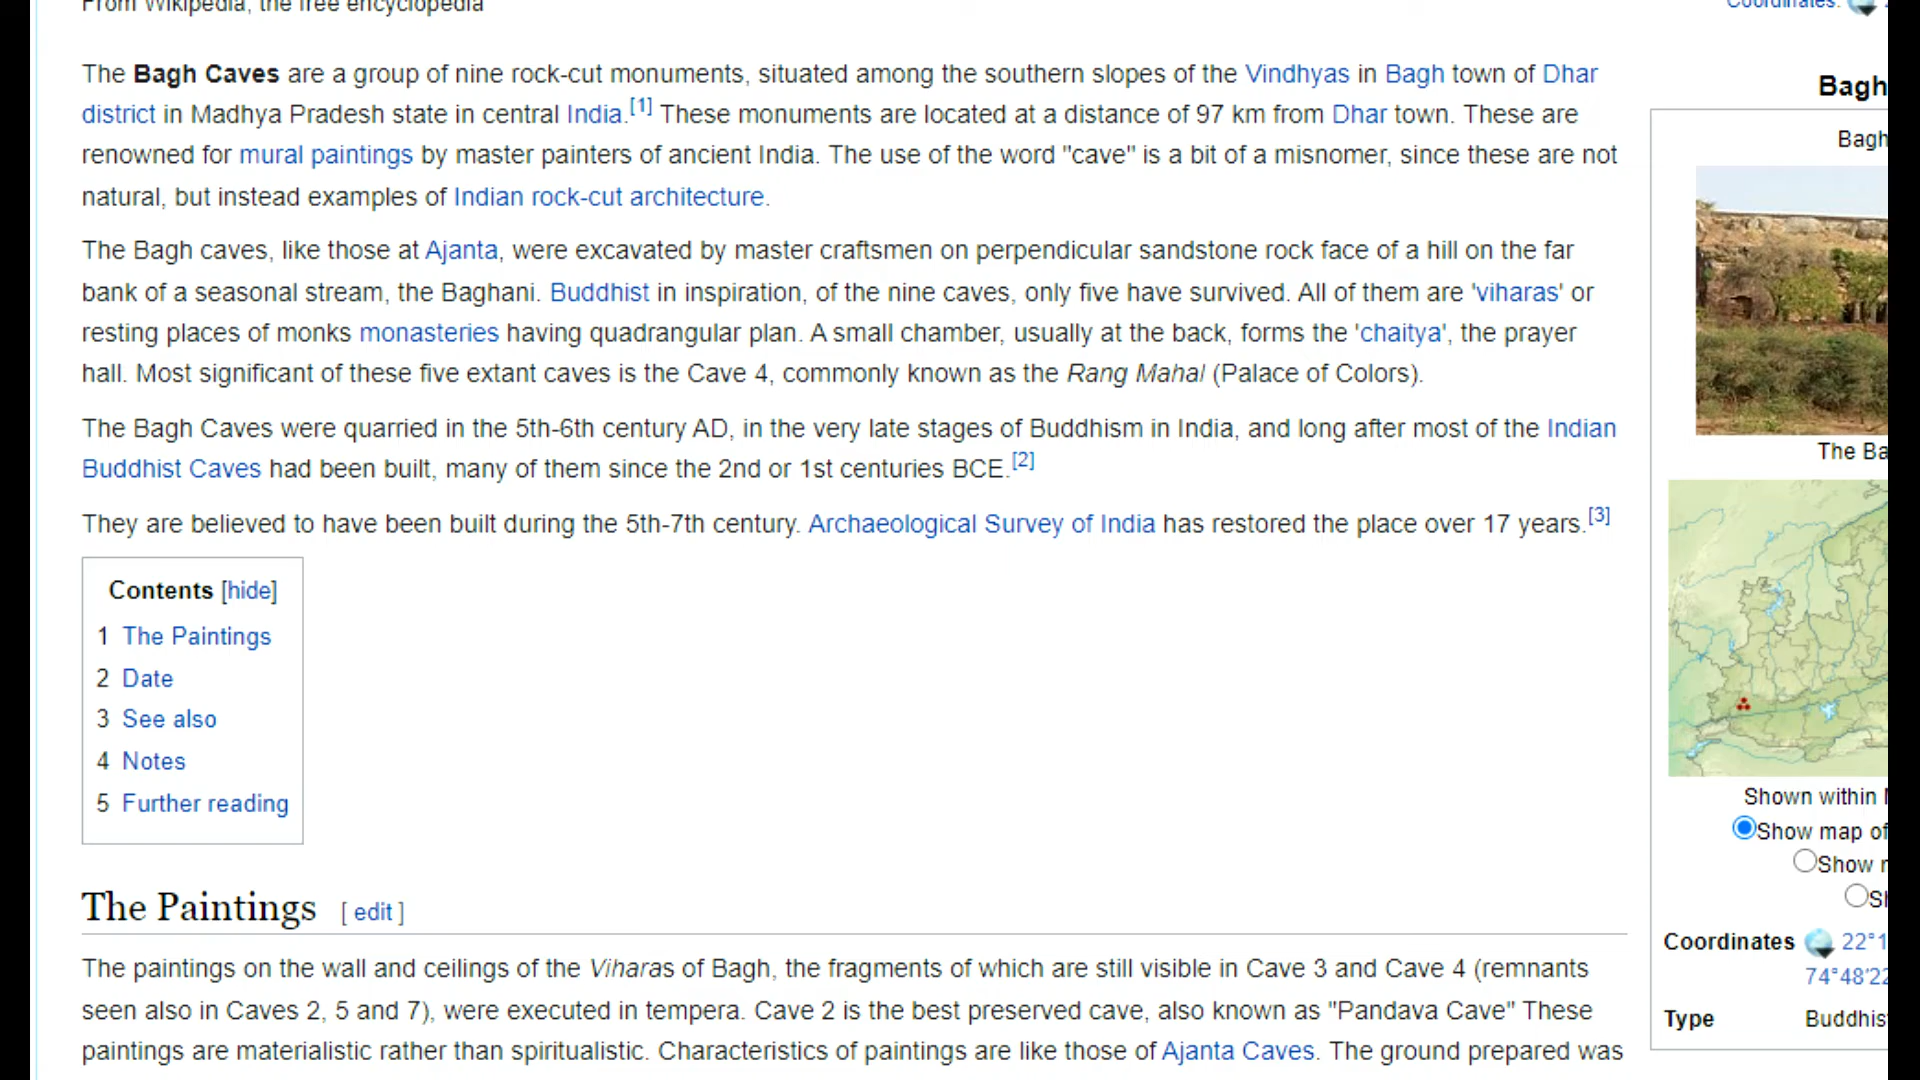 From Wikipedia, the free encyclopedia
Coordinates:
The Bagh Caves are a group of nine rock-cut monuments, situated among the southern slopes of the Vindhyas in Bagh town of Dhar
district in Madhya Pradesh state in central India.[1] These monuments are located at a distance of 97 km from Dhar town. These are
renowned for mural paintings by master painters of ancient India. The use of the word "cave" is a bit of a misnomer, since these are not
natural, but instead examples of Indian rock-cut architecture.
The Bagh caves, like those at Ajanta, were excavated by master craftsmen on perpendicular sandstone rock face of a hill on the far
bank of a seasonal stream, the Baghani. Buddhist in inspiration, of the nine caves, only five have survived. All of them are 'viharas' or
resting places of monks monasteries having quadrangular plan. A small chamber, usually at the back, forms the 'chaitya', the prayer
hall. Most significant of these five extant caves is the Cave 4, commonly known as the Rang Mahal (Palace of Colors).
The Bagh Caves were quarried in the 5th-6th century AD, in the very late stages of Buddhism in India, and long after most of the Indian
Buddhist Caves had been built, many of them since the 2nd or 1st centuries BCE.[2]
They are believed to have been built during the 5th-7th century. Archaeological Survey of India has restored the place over 17 years.[3]
Contents [hide]
1 The Paintings
2 Date
3 See also
4 Notes
5 Further reading
The Paintings [ edit ]
The paintings on the wall and ceilings of the Viharas of Bagh, the fragments of which are still visible in Cave 3 and Cave 4 (remnants
seen also in Caves 2, 5 and 7), were executed in tempera. Cave 2 is the best preserved cave, also known as "Pandava Cave" These
paintings are materialistic rather than spiritualistic. Characteristics of paintings are like those of Ajanta Caves. The ground prepared was
Bagh
Bagh
The Ba
Shown within
Show map of
Show
Coordinates 22°1
74°48′22
Type Buddhis